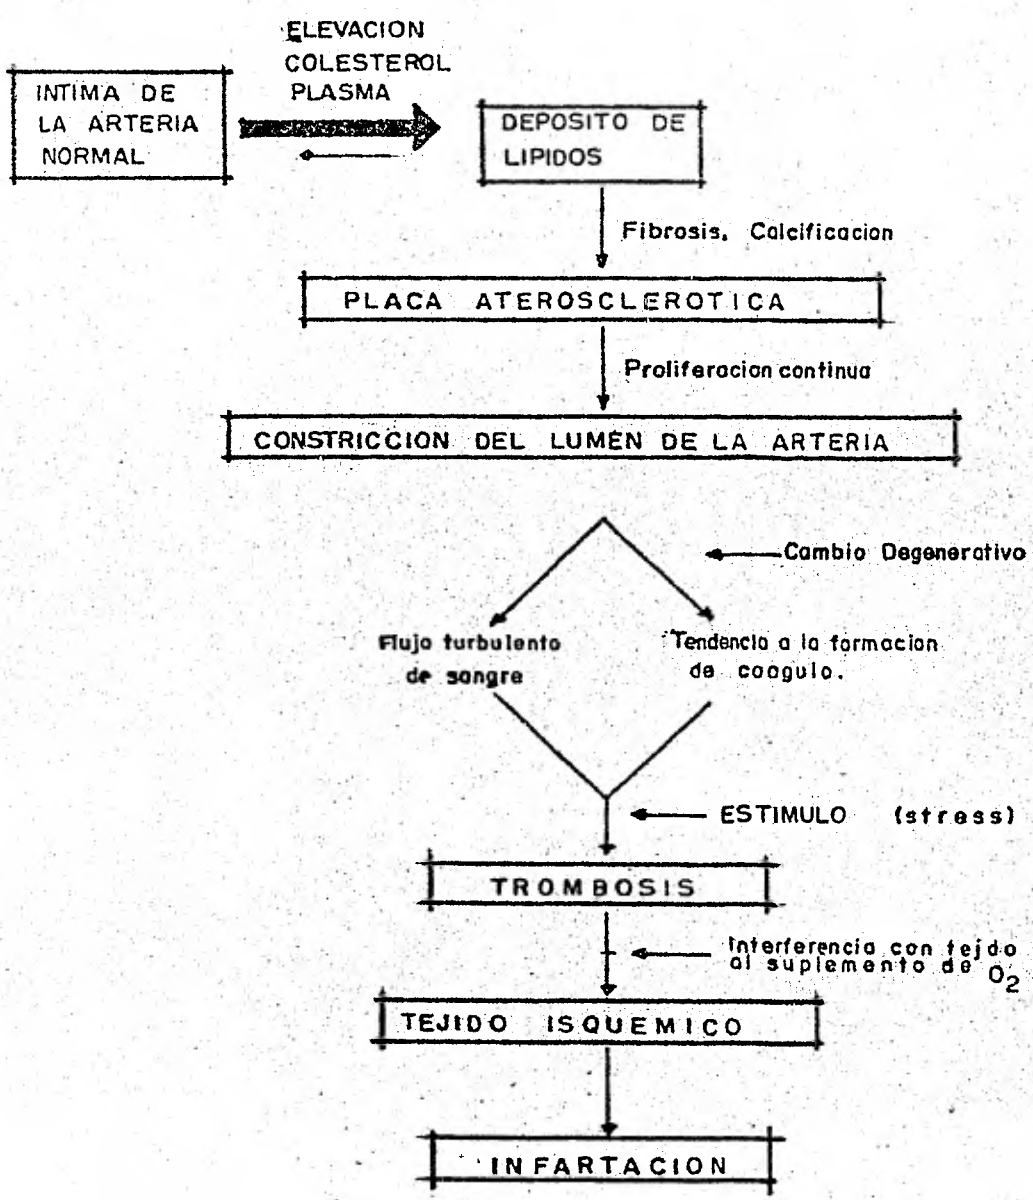 ELEVACION
COLESTEROL
PLASMA
INTIMA DE
LA ARTERIA
NORMAL
DEPOSITO DE
LIPIDOS
Fibrosis. Calcificacion
PLACA ATEROSCLEROTICA
Proliferacion continua
CONSTRICCION DEL LUMEN DE LA ARTERIA
Cambio Degenerativo
Flujo turbulento
de sangre
Tendencia a la formacion
de coagulo.
ESTIMULO (stress)
TROMBOSIS
Interferencia con tejdo
al suplemento de O2
TEJIDO ISQUEMICO
INFARTACION